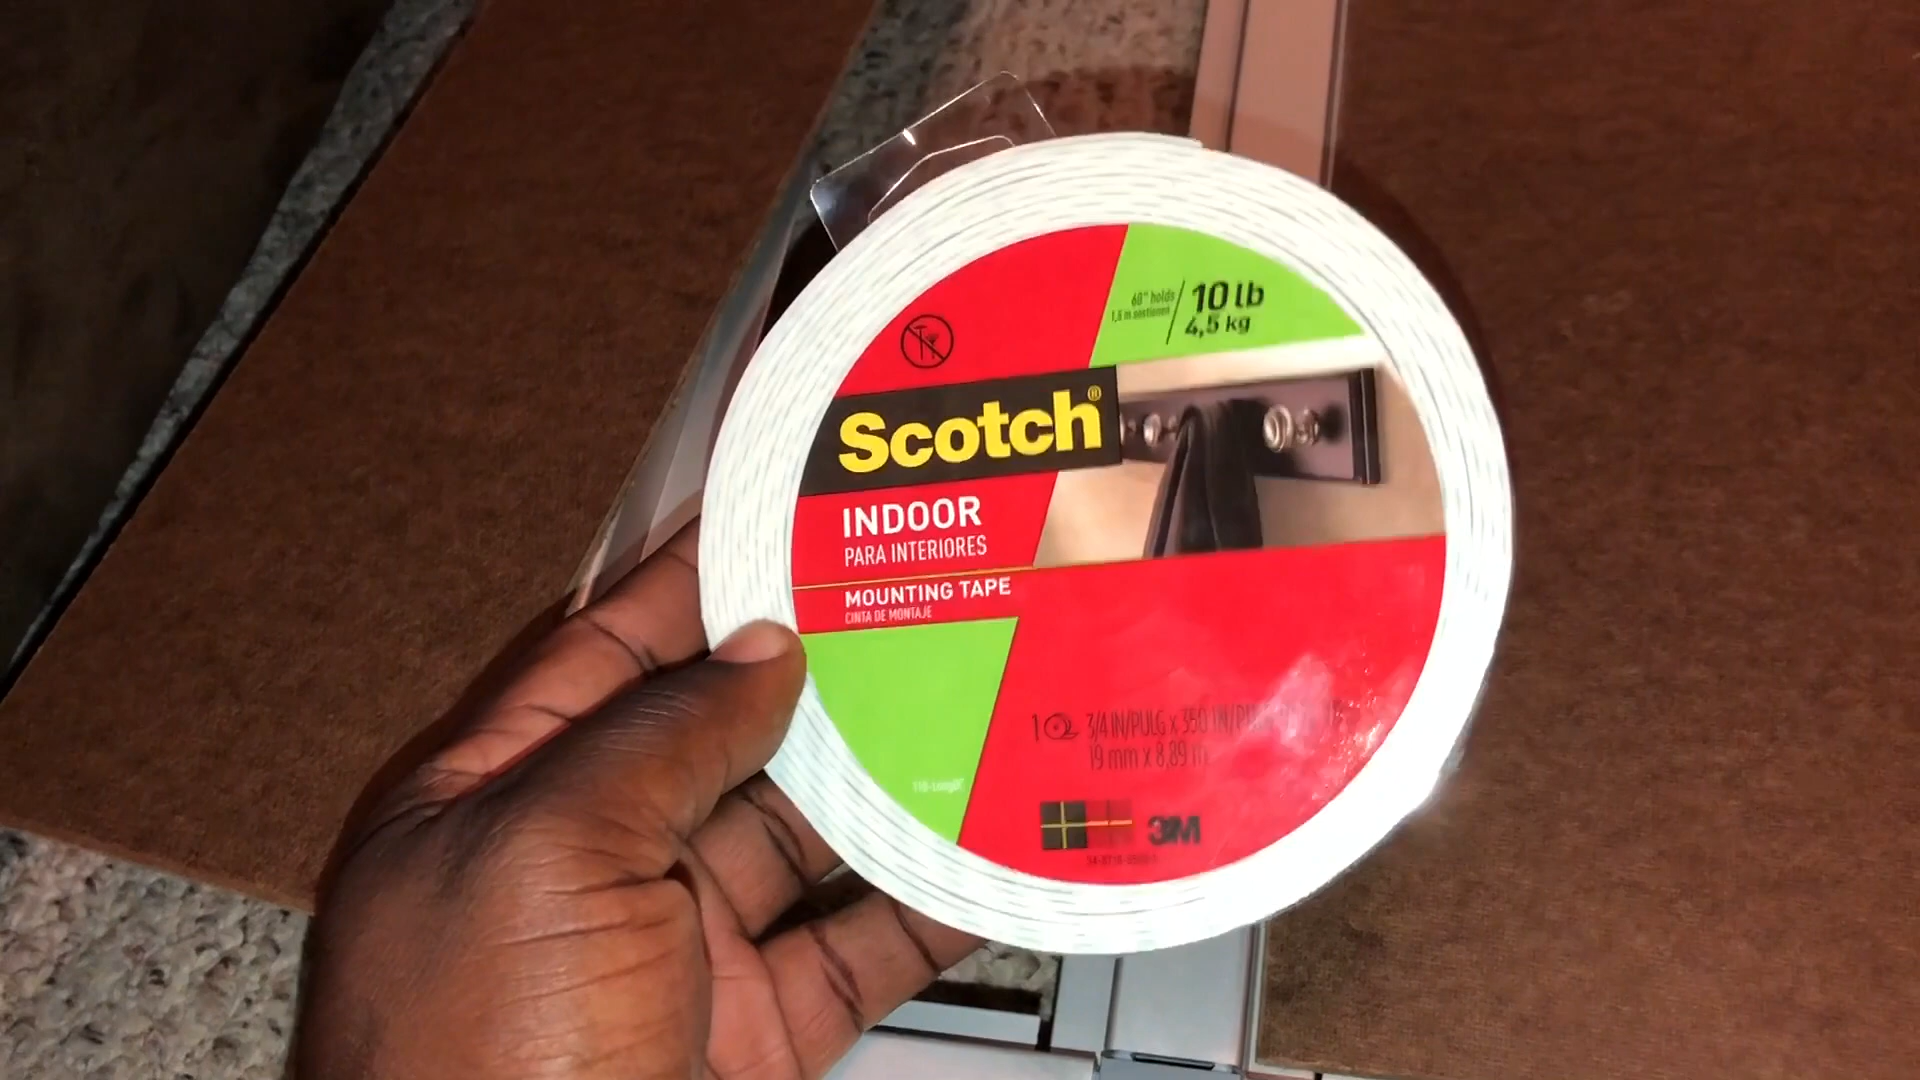 60" holds
1,5 m sostienen
10 lb
4,5 kg
Scotch®
INDOOR
PARA INTERIORES
MOUNTING TAPE
CINTA DE MONTAJE
1 3/4 IN/PULG x 350 IN/
19 mm x 8,89 m
3M